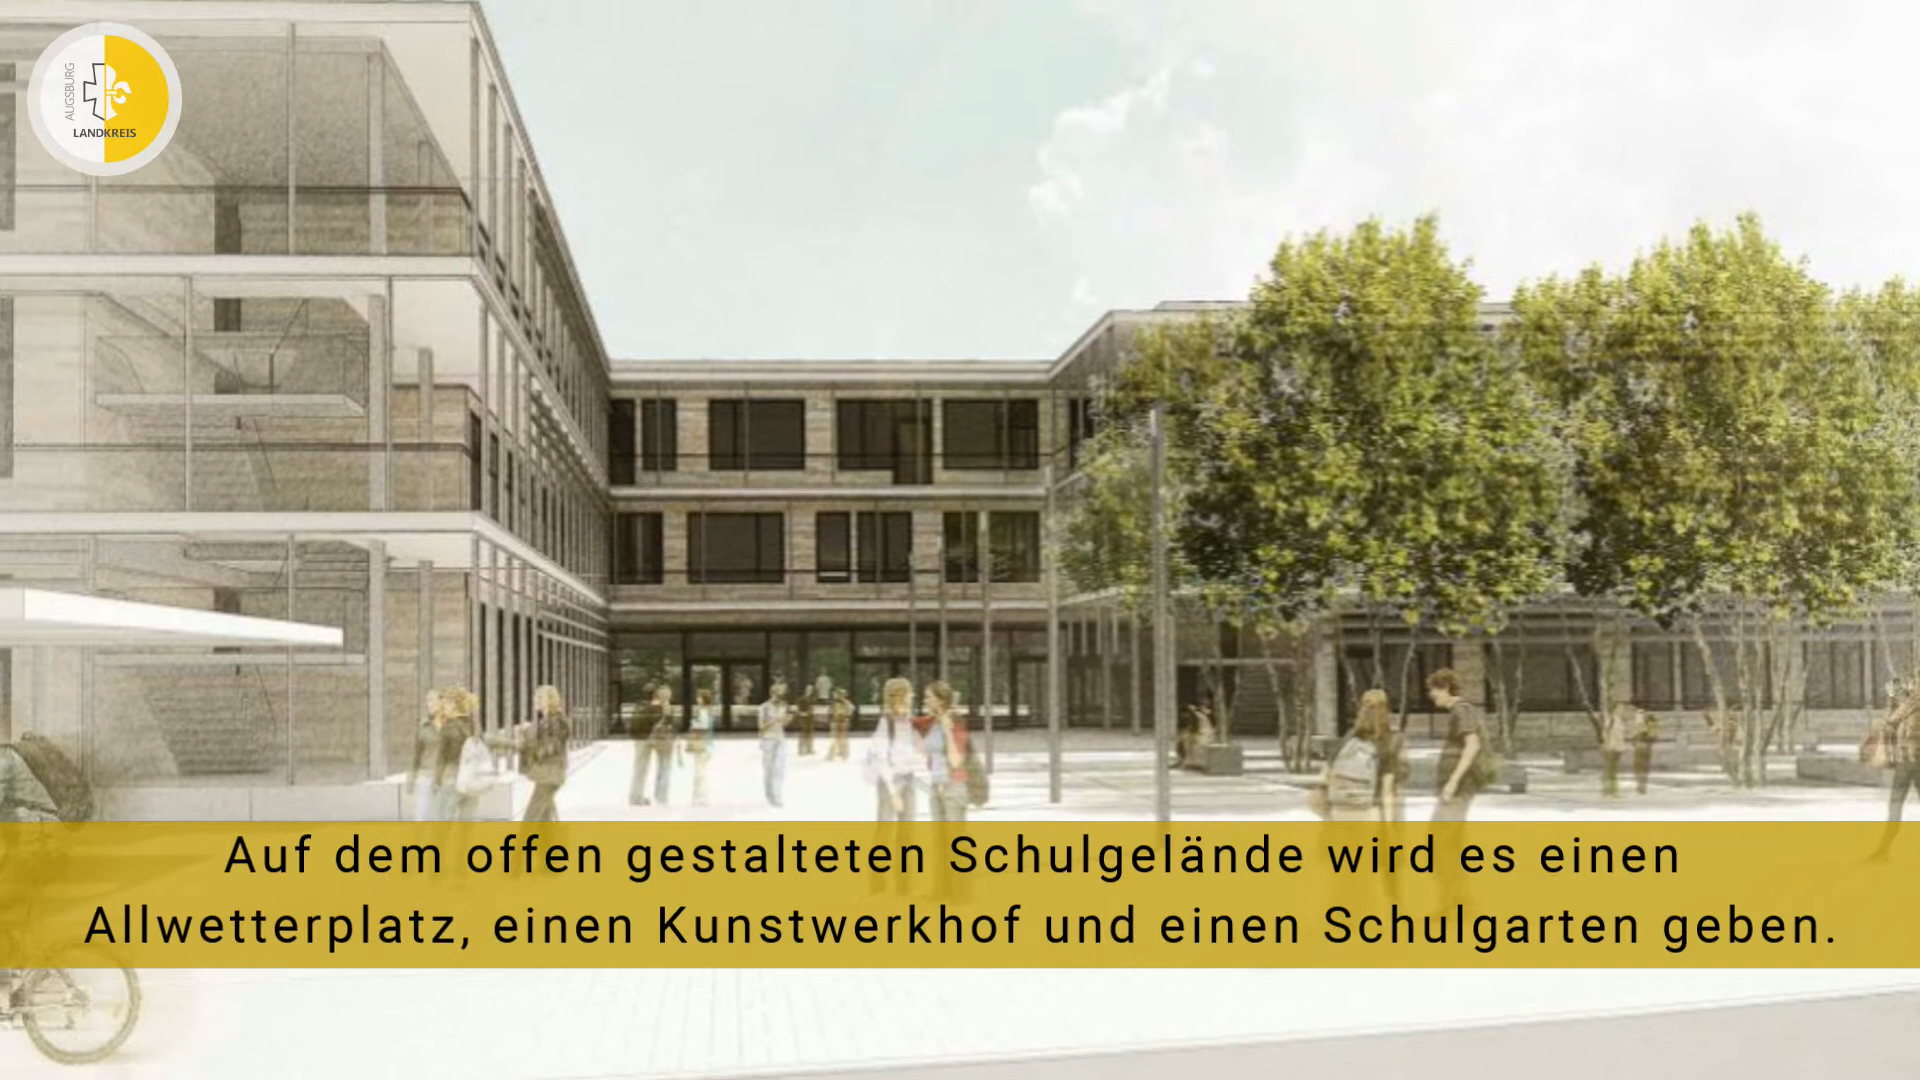 AUGSBURG
LANDKREIS
Auf dem offen gestalteten Schulgelände wird es einen
Allwetterplatz, einen Kunstwerkhof und einen Schulgarten geben.